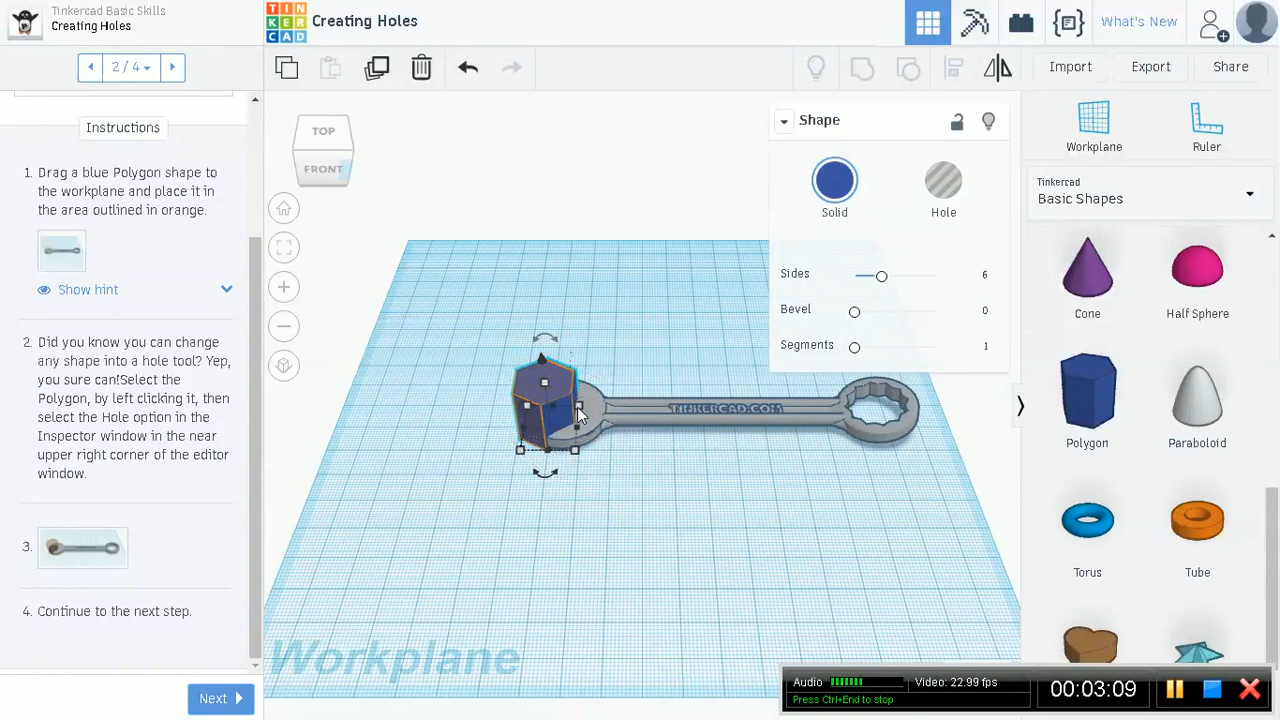 Tinkercad Basic Skills
Creating Holes
TIN
KER
CAD
Creating Holes
What's New
2/4
Import
Export
Share
Instructions
1. Drag a blue Polygon shape to
the workplane and place it in
the area outlined in orange.
Show hint
2. Did you know you can change
any shape into a hole tool? Yep,
you sure can!Select the
Polygon, by left clicking it, then
the Hole option in the
Inspector window in the near
upper right corner of the editor
window.
3.
4. Continue to the next step.
Next
TOP
FRONT
Shape
Solid
Hole
Sides 6
Bevel 0
Segments 1
TINKERCAD.COM
Workplane
Workplane
Ruler
Tinkercad
Basic Shapes
Cone
Half Sphere
Polygon
Paraboloid
Torus
Tube
Audio
Video: 22.99 fps
Press Ctrl+End to stop
00:03:09